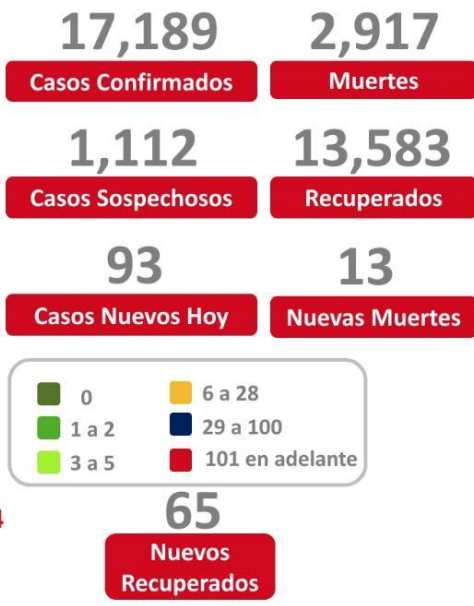 17,189 2,917
Casos Confirmados Muertes
1,112 13,583
Casos Sospechosos Recuperados
93 13
Casos Nuevos Hoy Nuevas Muertes
0 6 a 28
1 a 2 29 a 100
3 a 5 101 en adelante
4 65
Nuevos
Recuperados